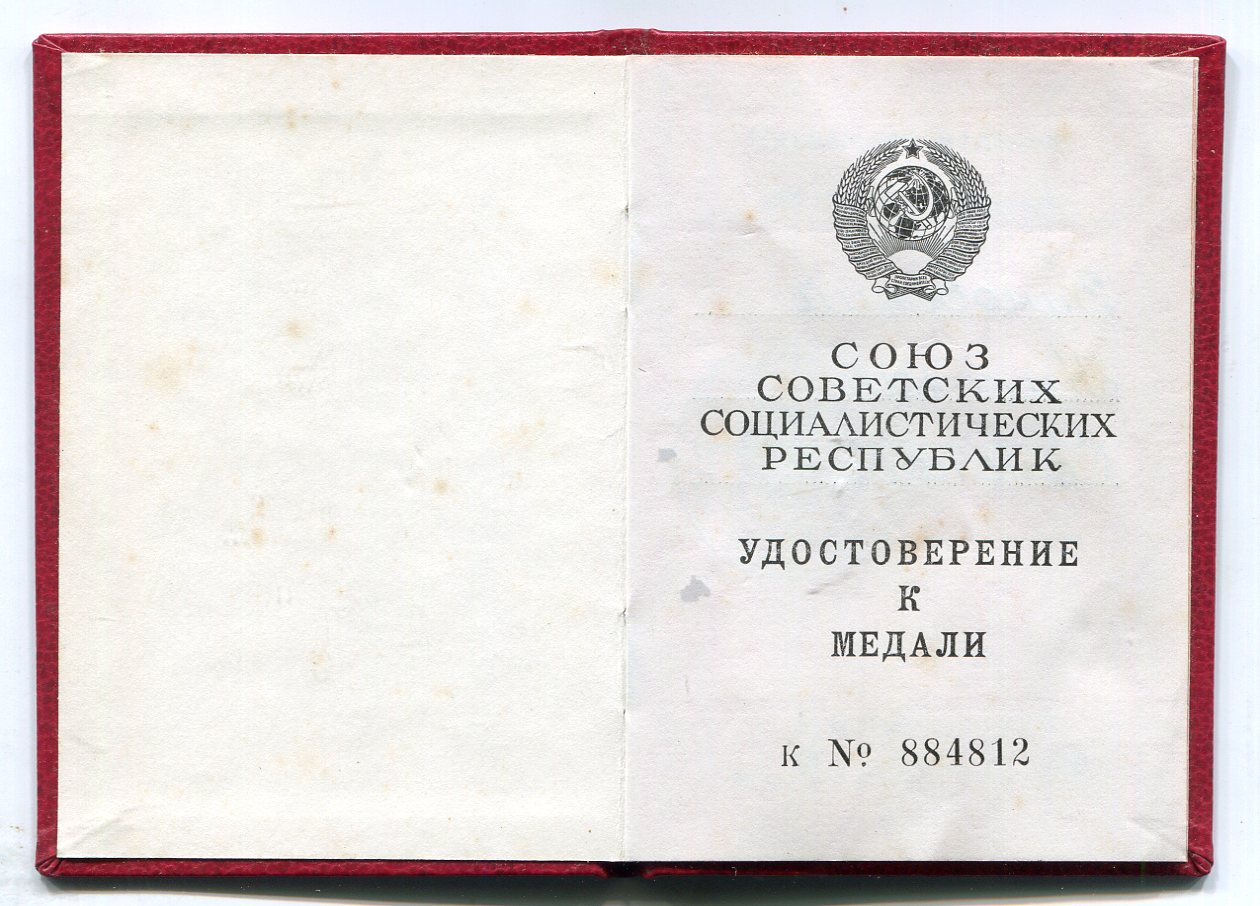 СОЮЗ
СОВЕТСКИХ
СОЦИАЛИСТИЧЕСКИХ
РЕСПУБЛИК
УДОСТОВЕРЕНИЕ
К
МЕДАЛИ
К № 884812